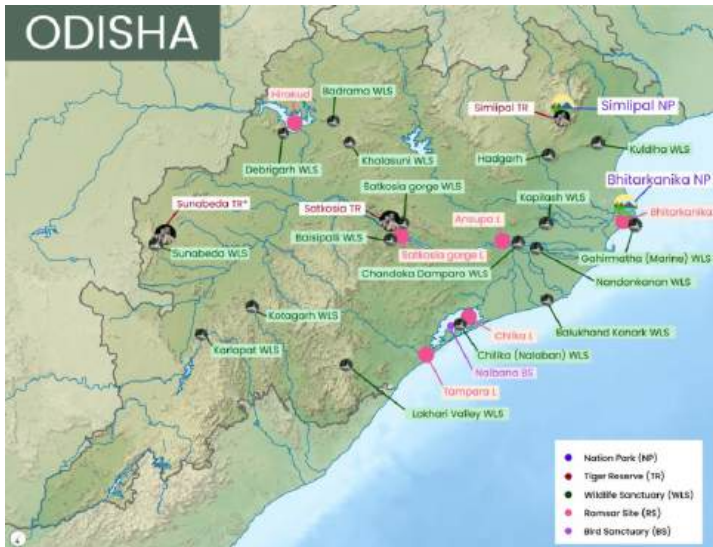 ODISHA
Hirakud
Badrama WLS
Simlipal TR
Simlipal NP
Debrigarh WLS
Khalasuni WLS
Hadgarh
Kuldiha WLS
Satkosia gorge WLS
Bhitarkanika NP
Sunabeda TR*
Satkosia TR
Kapilash WLS
Ansupa L
Bhitarkanika
Sunabeda WLS
Baisipalli WLS
Satkosia gorge L
Gahirmatha (Marine) WLS
Chandaka Dampara WLS
Nandankanan WLS
Kotagarh WLS
Balukhand Konark WLS
Karlapat WLS
Chilka L
Chilika (Nalaban) WLS
Nalbana BS
Tampara L
Lakhari Valley WLS
Nation Park (NP)
Tiger Reserve (TR)
Wildlife Sanctuary (WLS)
Ramsar Site (RS)
Bird Sanctuary (BS)